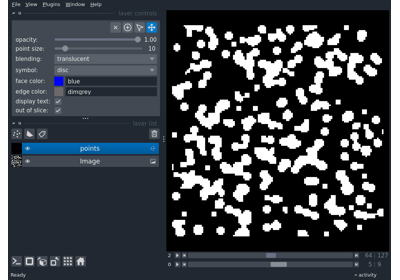 File View Plugins Window Help
layer controls
opacity: 1.00
point size: 10
blending: translucent
symbol: disc
face color: blue
edge color: dimgrey
display text:
out of slice:
layer list
points
Image
2 64 127
0 5 9
Ready activity